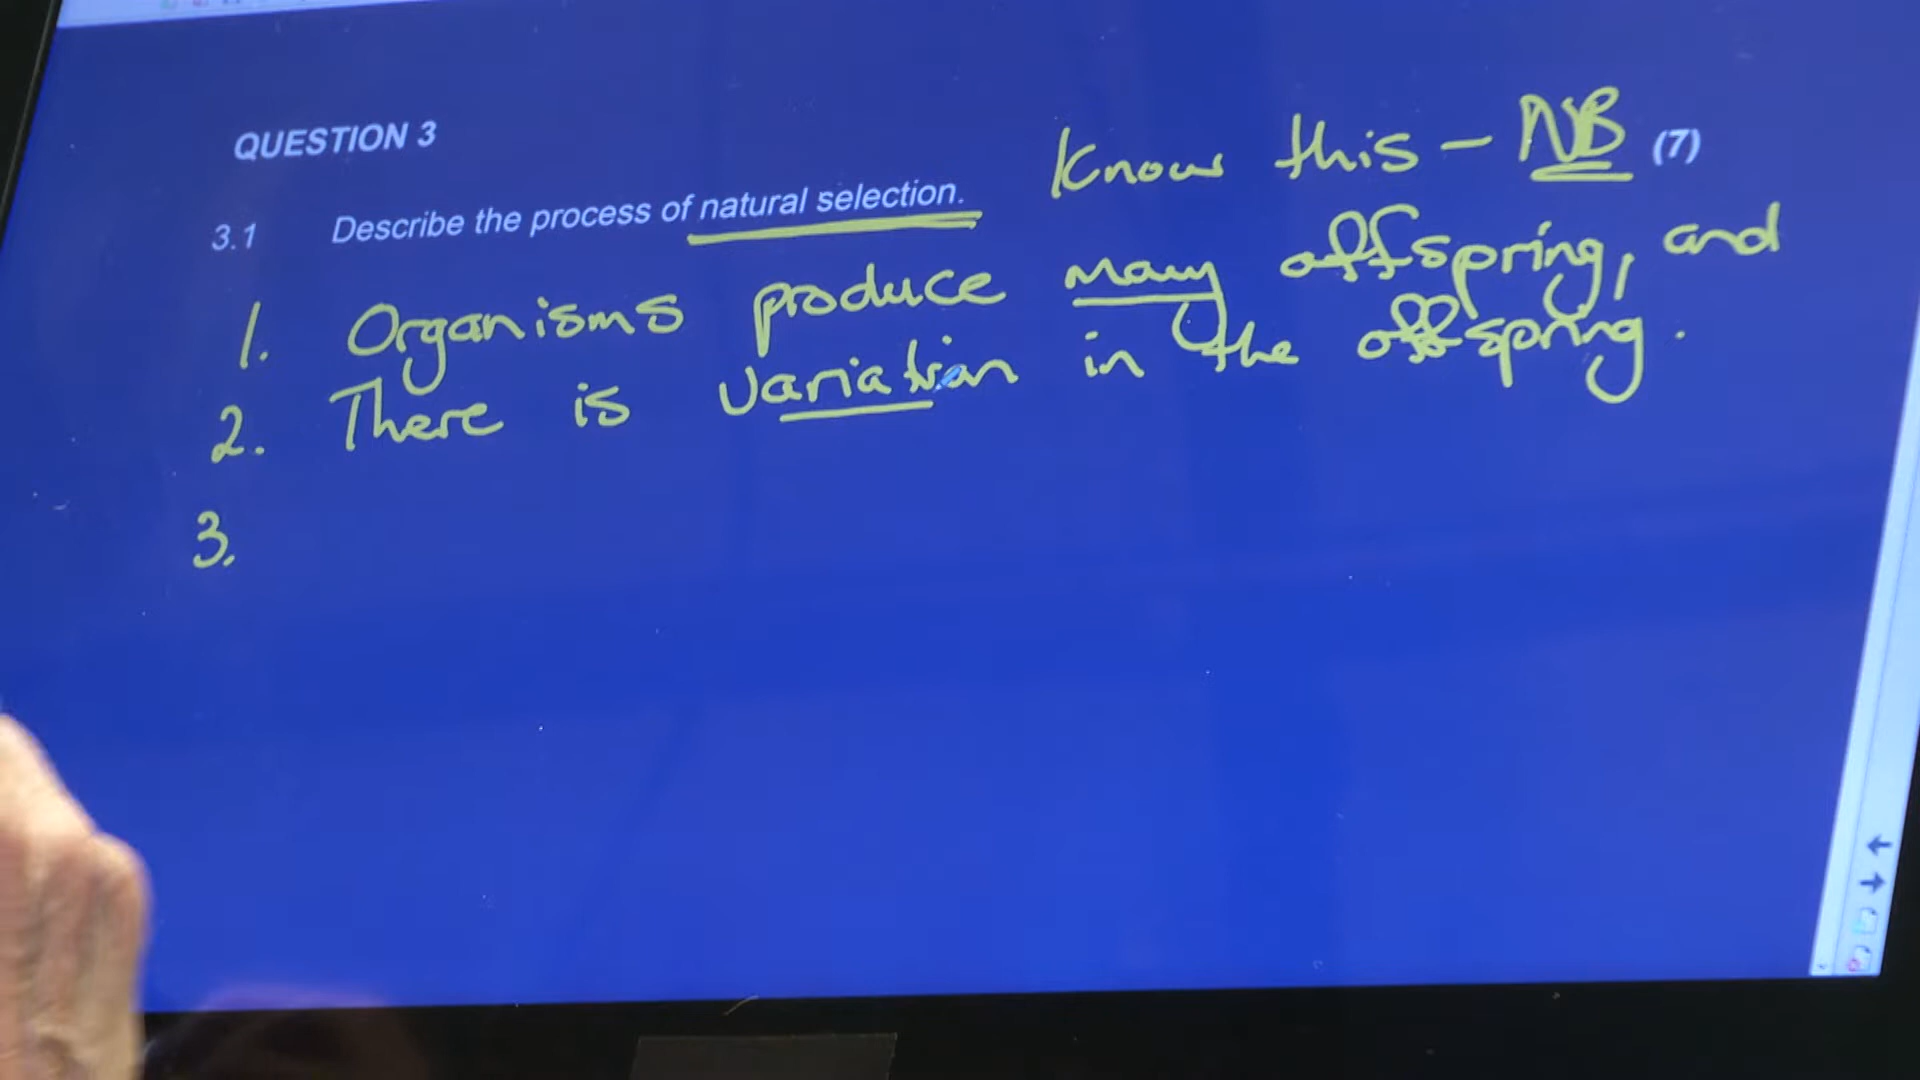 QUESTION 3
Know this - NB (7)
3.1 Describe the process of natural selection.
1. Organisms produce many offspring, and
2. There is variation in the offspring.
3.